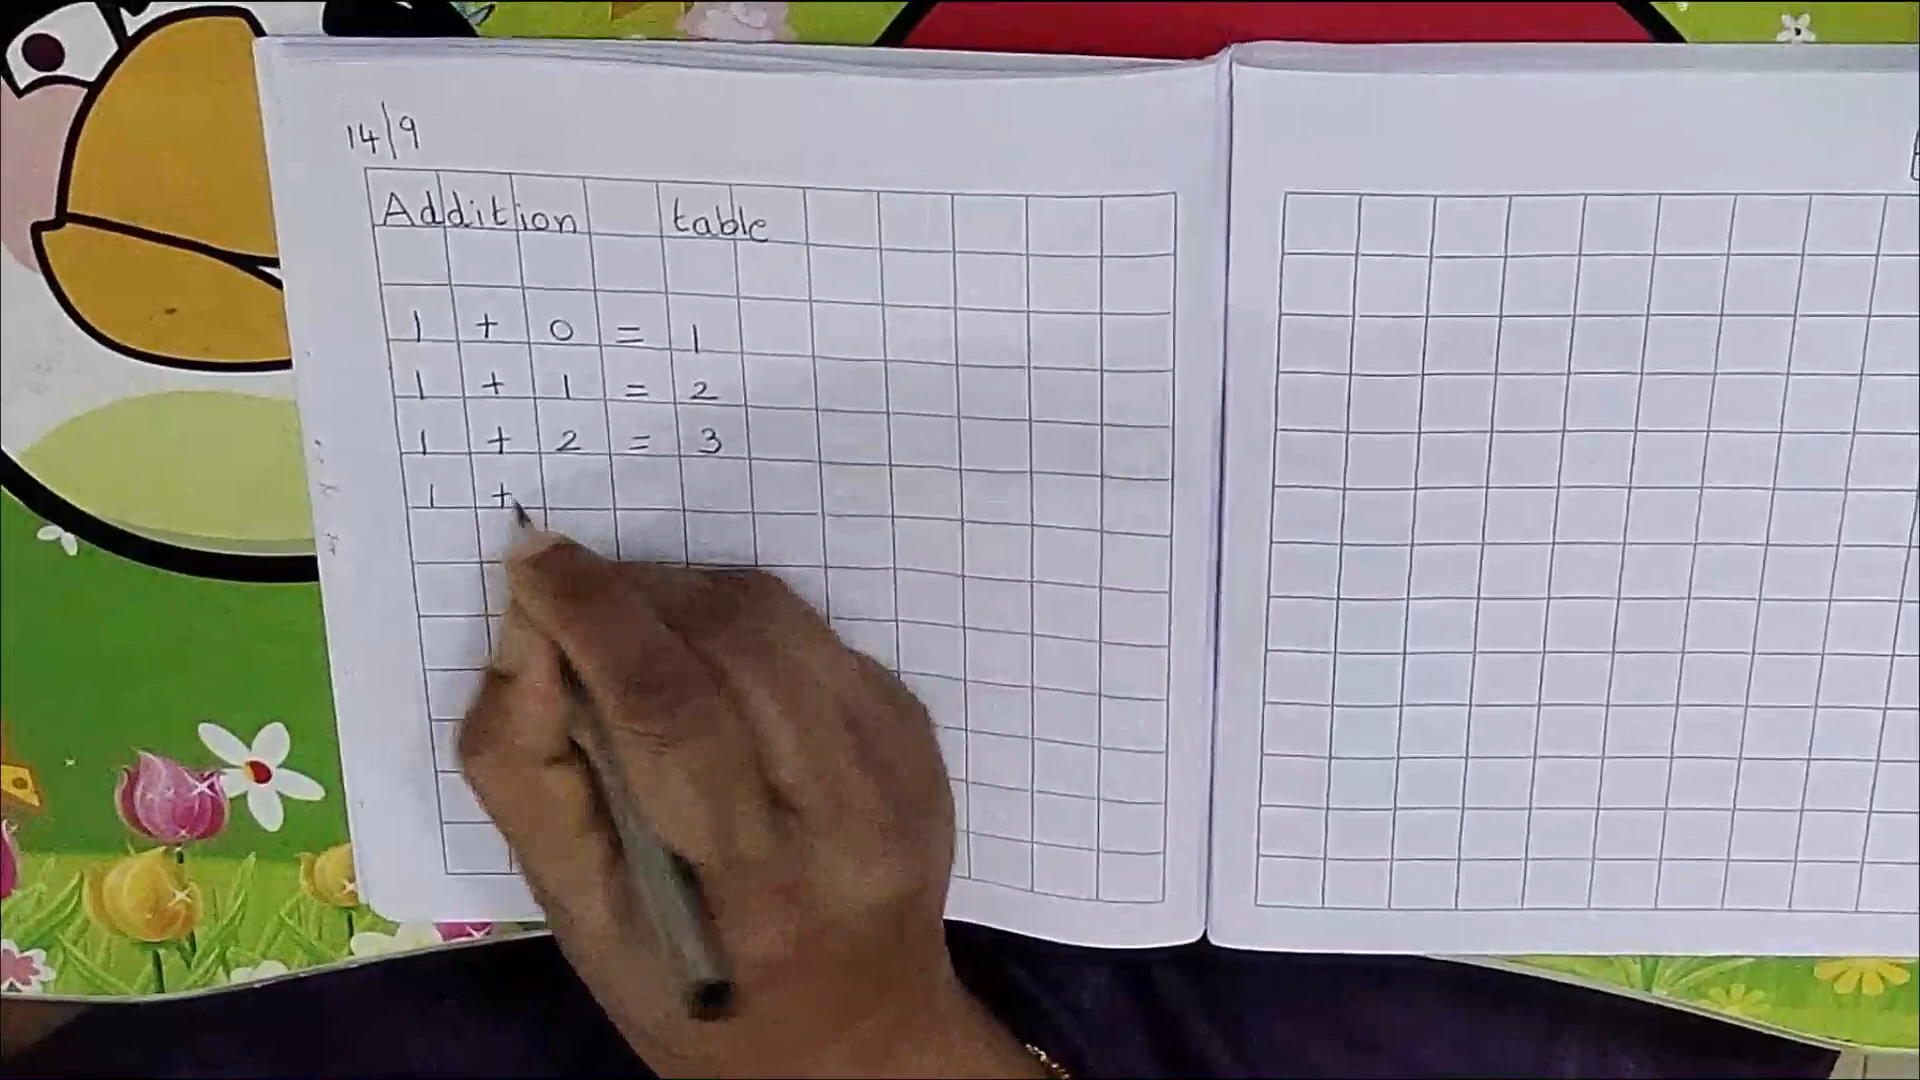 14/9
Addition table
1 + 0 = 1
1 + 1 = 2
1 + 2 = 3
1 +